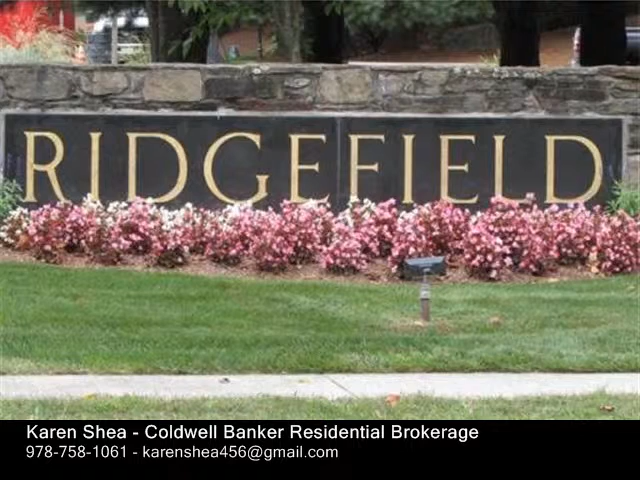 RIDGEFIELD
Karen Shea - Coldwell Banker Residential Brokerage
978-758-1061 - karenshea456@gmail.com